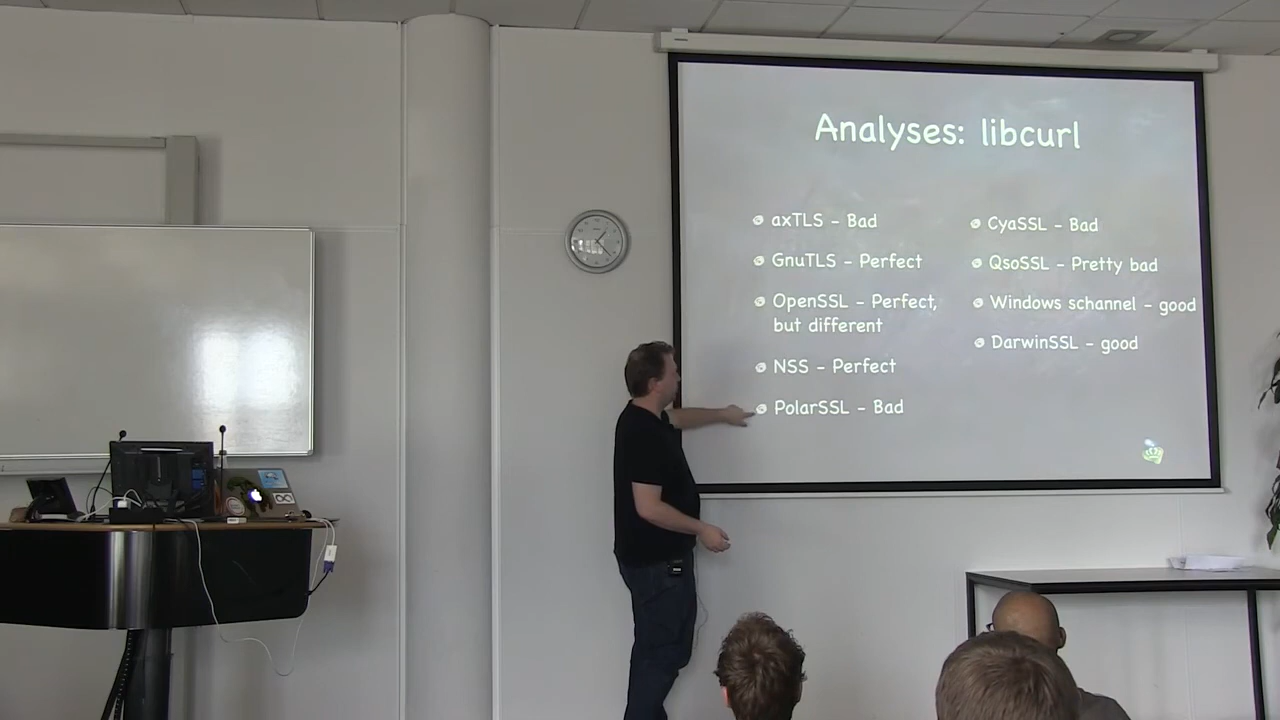 Analyses: libcurl
axTLS - Bad
GnuTLS - Perfect
OpenSSL - Perfect,
but different
NSS - Perfect
PolarSSL - Bad
CyaSSL - Bad
QsoSSL - Pretty bad
Windows schannel - good
DarwinSSL - good